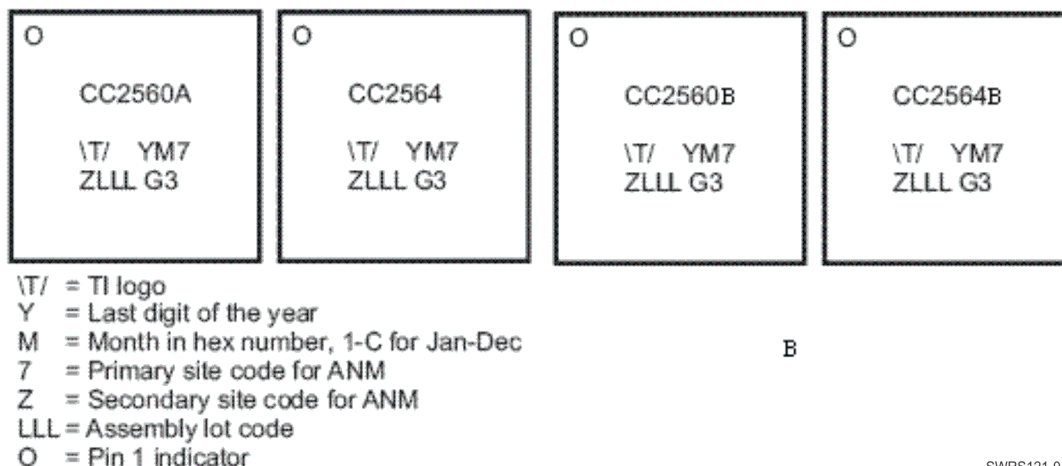 O
CC2560A
\T/ YM7
ZLLL G3
O
CC2564
\T/ YM7
ZLLL G3
O
CC2560B
\T/ YM7
ZLLL G3
O
CC2564B
\T/ YM7
ZLLL G3
\T/ = TI logo
Y = Last digit of the year
M = Month in hex number, 1-C for Jan-Dec
B
7 = Primary site code for ANM
Z = Secondary site code for ANM
LLL = Assembly lot code
O = Pin 1 indicator